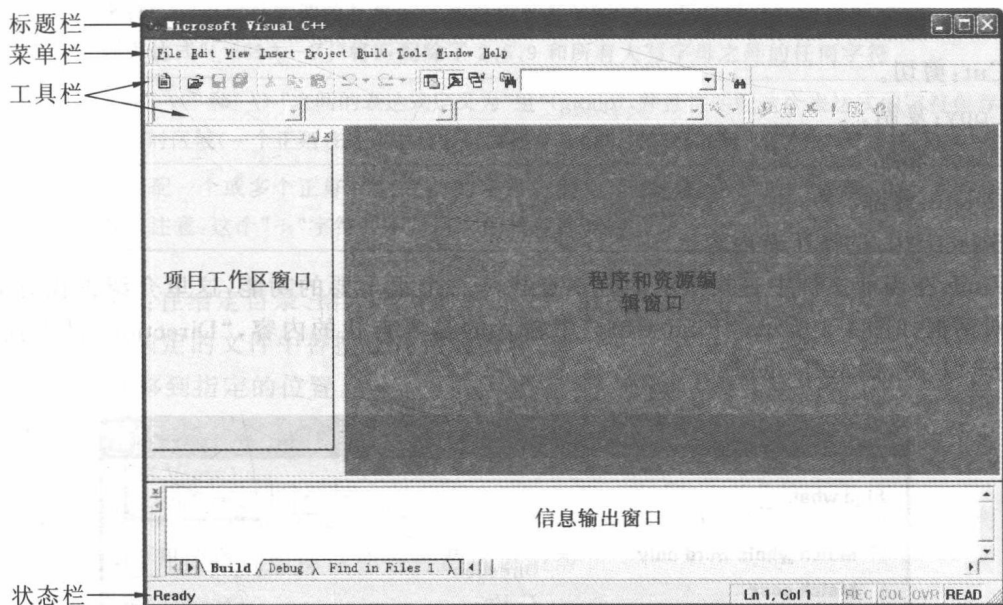 标题栏
Microsoft Visual C++
菜单栏
File Edit View Insert Project Build Tools Window Help
工具栏
项目工作区窗口
程序和资源编
辑窗口
信息输出窗口
Build Debug Find in Files 1
状态栏
Ready
Ln 1, Col 1 REC COL OVR READ